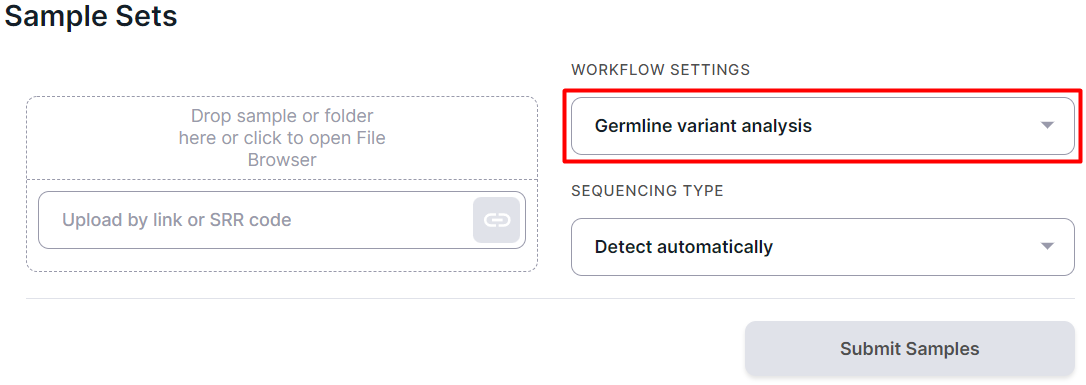 Sample Sets
Drop sample or folder
here or click to open File
Browser
Upload by link or SRR code
WORKFLOW SETTINGS
Germline variant analysis
SEQUENCING TYPE
Detect automatically
Submit Samples